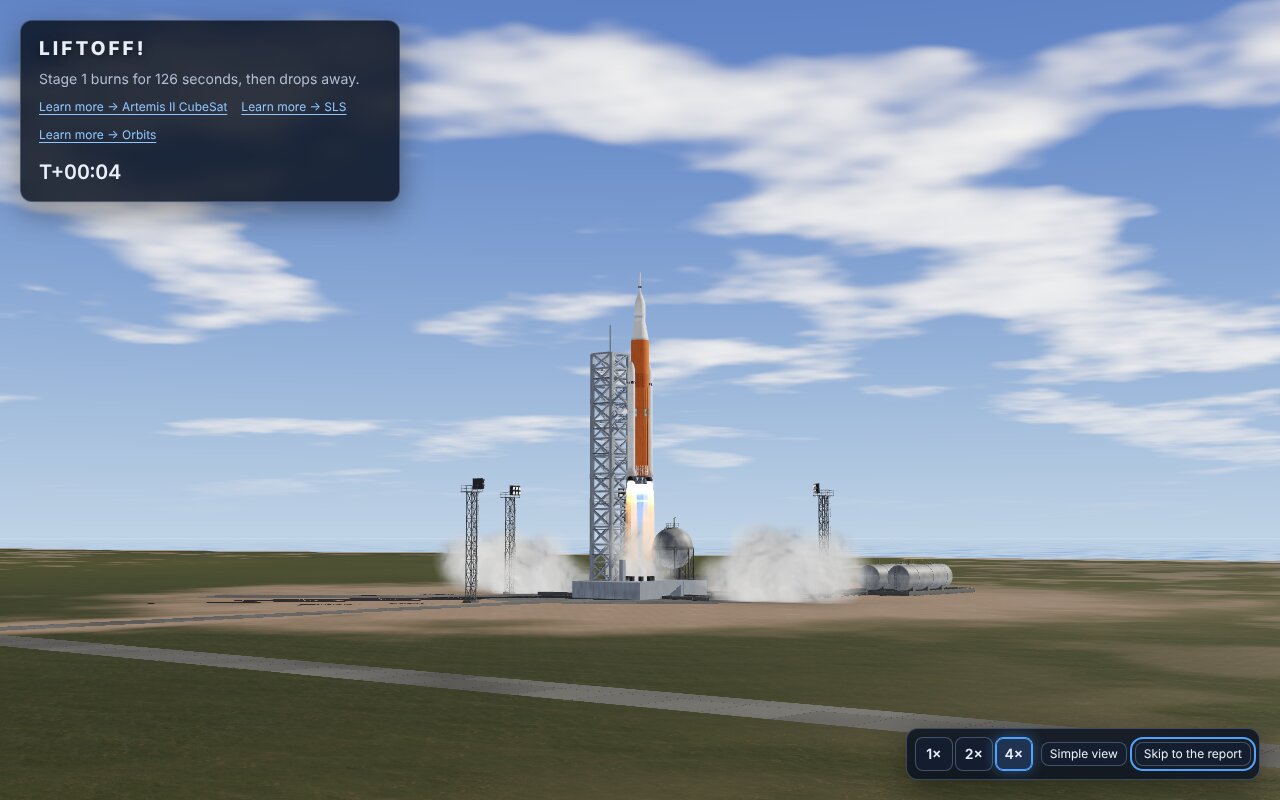 LIFTOFF!
Stage 1 burns for 126 seconds, then drops away.
Learn more → Artemis II CubeSat Learn more → SLS
Learn more → Orbits
T+00:04
1× 2× 4× Simple view Skip to the report